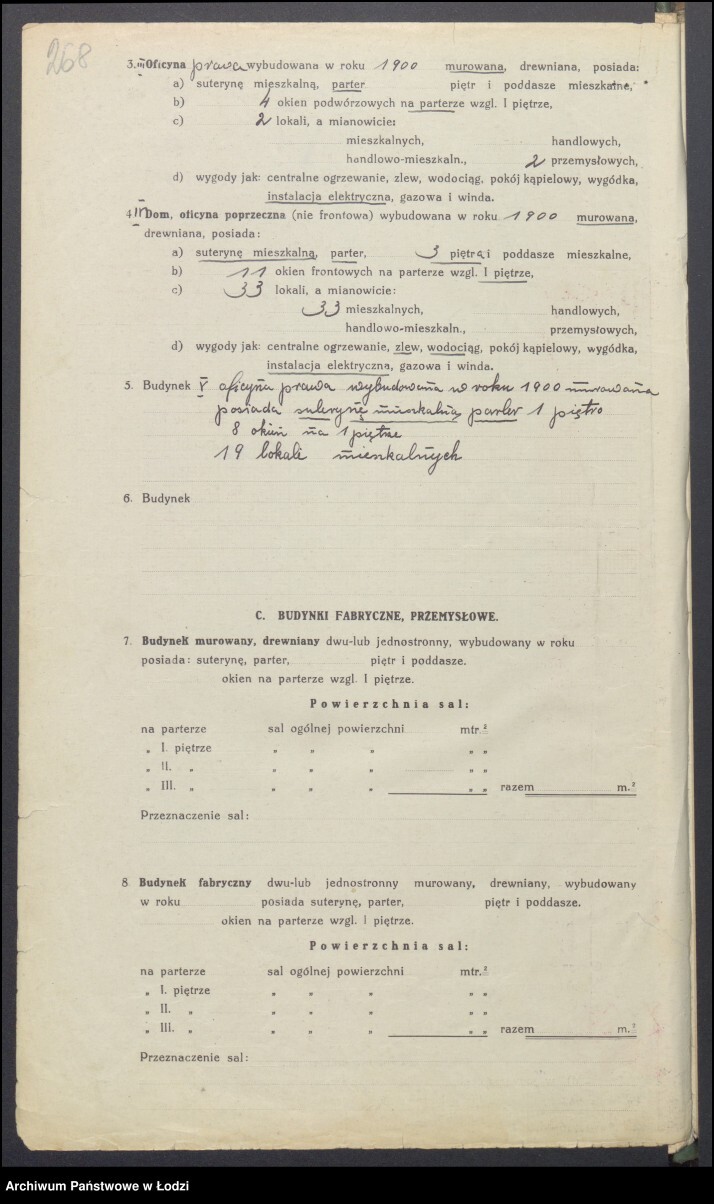 268
3. III Oficyna prawa wybudowana w roku 1900 murowana, drewniana, posiada:
a) suterynę mieszkalną, parter piętr i poddasze mieszkalne,
b) 4 okien podwórzowych na parterze wzgl. I piętrze,
c) 2 lokali, a mianowicie:
mieszkalnych, handlowych,
handlowo-mieszkaln., 2 przemysłowych,
d) wygody jak: centralne ogrzewanie, zlew, wodociąg, pokój kąpielowy, wygódka,
instalacja elektryczna, gazowa i winda.
4 IV Dom, oficyna poprzeczna (nie frontowa) wybudowana w roku 1900 murowana,
drewniana, posiada:
a) suterynę mieszkalną, parter, 3 piętra i poddasze mieszkalne,
b) 11 okien frontowych na parterze wzgl. I piętrze,
c) 33 lokali, a mianowicie:
33 mieszkalnych, handlowych,
handlowo-mieszkaln., przemysłowych,
d) wygody jak: centralne ogrzewanie, zlew, wodociąg, pokój kąpielowy, wygódka,
instalacja elektryczna, gazowa i winda.
5. Budynek V oficyna prawa wybudowana w roku 1900 murowana
posiada suterynę mieszkalną parter 1 piętro
8 okien na 1 piętrze
19 lokali mieszkalnych
6. Budynek
C. BUDYNKI FABRYCZNE, PRZEMYSŁOWE.
7. Budynek murowany, drewniany dwu-lub jednostronny, wybudowany w roku
posiada: suterynę, parter, piętr i poddasze.
okien na parterze wzgl. I piętrze.
Powierzchnia sal:
na parterze sal ogólnej powierzchni mtr.²
„ I. piętrze „ „ „ „ „
„ II. „ „ „ „ „ „
„ III. „ „ „ „ „ „ razem m.²
Przeznaczenie sal:
8 Budynek fabryczny dwu-lub jednostronny murowany, drewniany, wybudowany
w roku posiada suterynę, parter, piętr i poddasze.
okien na parterze wzgl. I piętrze.
Powierzchnia sal:
na parterze sal ogólnej powierzchni mtr.²
„ I. piętrze „ „ „ „ „
„ II. „ „ „ „ „ „
„ III. „ „ „ „ „ „ razem m.²
Przeznaczenie sal:
Archiwum Państwowe w Łodzi